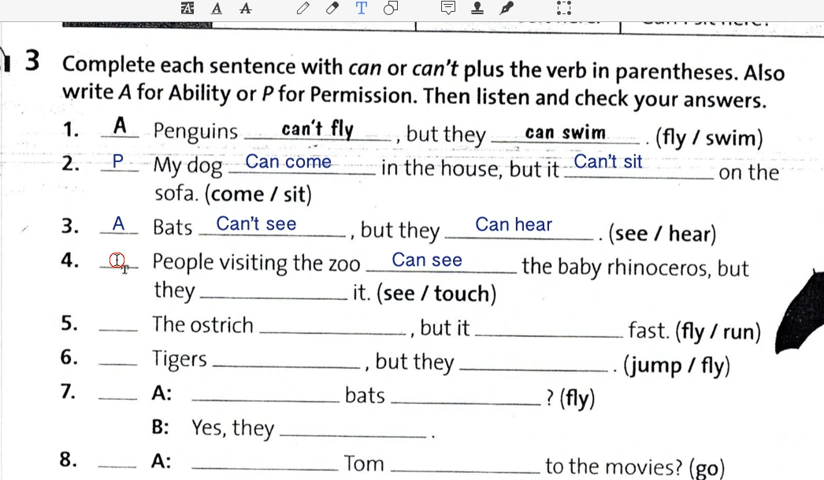 3 Complete each sentence with can or can't plus the verb in parentheses. Also
write A for Ability or P for Permission. Then listen and check your answers.
1. A Penguins can't fly , but they can swim . (fly / swim)
2. P My dog Can come in the house, but it Can't sit on the
sofa. (come / sit)
3. A Bats Can't see , but they Can hear . (see / hear)
4. People visiting the zoo Can see the baby rhinoceros, but
they it. (see / touch)
5. The ostrich , but it fast. (fly / run)
6. Tigers , but they . (jump / fly)
7. A: bats ? (fly)
B: Yes, they .
8. A: Tom to the movies? (go)